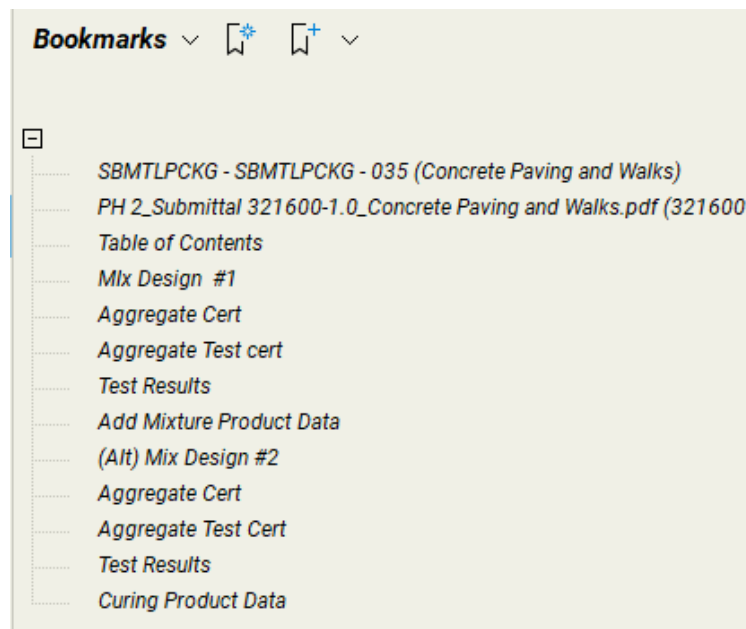 Bookmarks
SBMTLPCKG - SBMTLPCKG - 035 (Concrete Paving and Walks)
PH 2_Submittal 321600-1.0_Concrete Paving and Walks.pdf (321600
Table of Contents
MIx Design #1
Aggregate Cert
Aggregate Test cert
Test Results
Add Mixture Product Data
(Alt) Mix Design #2
Aggregate Cert
Aggregate Test Cert
Test Results
Curing Product Data